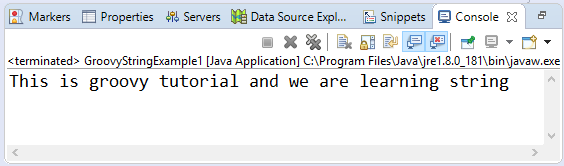 Markers Properties Servers Data Source Expl... Snippets Console
<terminated> GroovyStringExample1 [Java Application] C:\Program Files\Java\jre1.8.0_181\bin\javaw.exe
This is groovy tutorial and we are learning string